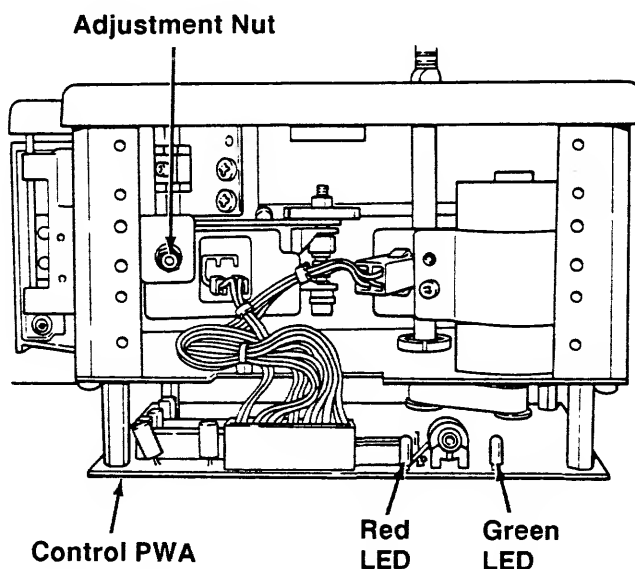 Adjustment Nut
Control PWA
Red
LED
Green
LED